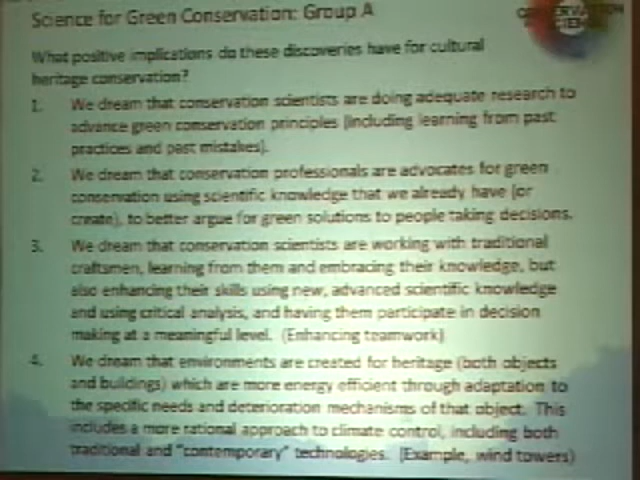 Science for Green Conservation: Group A
What positive implications do these discoveries have for cultural
heritage conservation?
1. We dream that conservation scientists are doing adequate research to
advance green conservation principles (including learning from past
practices and past mistakes).
2. We dream that conservation professionals are advocates for green
conservation using scientific knowledge that we already have (or
create), to better argue for green solutions to people taking decisions.
3. We dream that conservation scientists are working with traditional
craftsmen, learning from them and embracing their knowledge, but
also enhancing their skills using new, advanced scientific knowledge
and using critical analysis, and having them participate in decision
making at a meaningful level. (Enhancing teamwork)
4. We dream that environments are created for heritage (both objects
and buildings) which are more energy efficient through adaptation to
the specific needs and deterioration mechanisms of that object. This
includes a more rational approach to climate control, including both
traditional and "contemporary" technologies. (Example, wind towers)